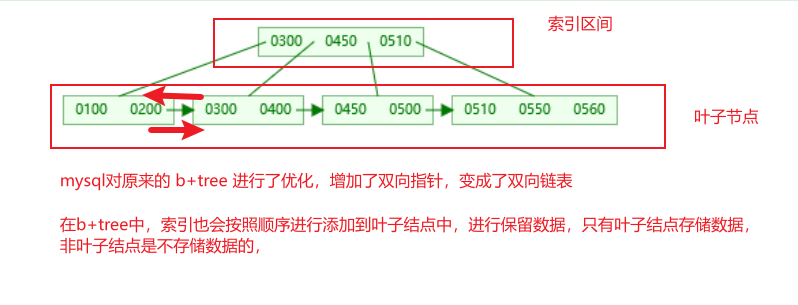 索引区间
0300 0450 0510
0100 0200 0300 0400 0450 0500 0510 0550 0560
叶子节点
mysql对原来的 b+tree 进行了优化，增加了双向指针，变成了双向链表
在b+tree中，索引也会按照顺序进行添加到叶子结点中，进行保留数据，只有叶子结点存储数据，
非叶子结点是不存储数据的，